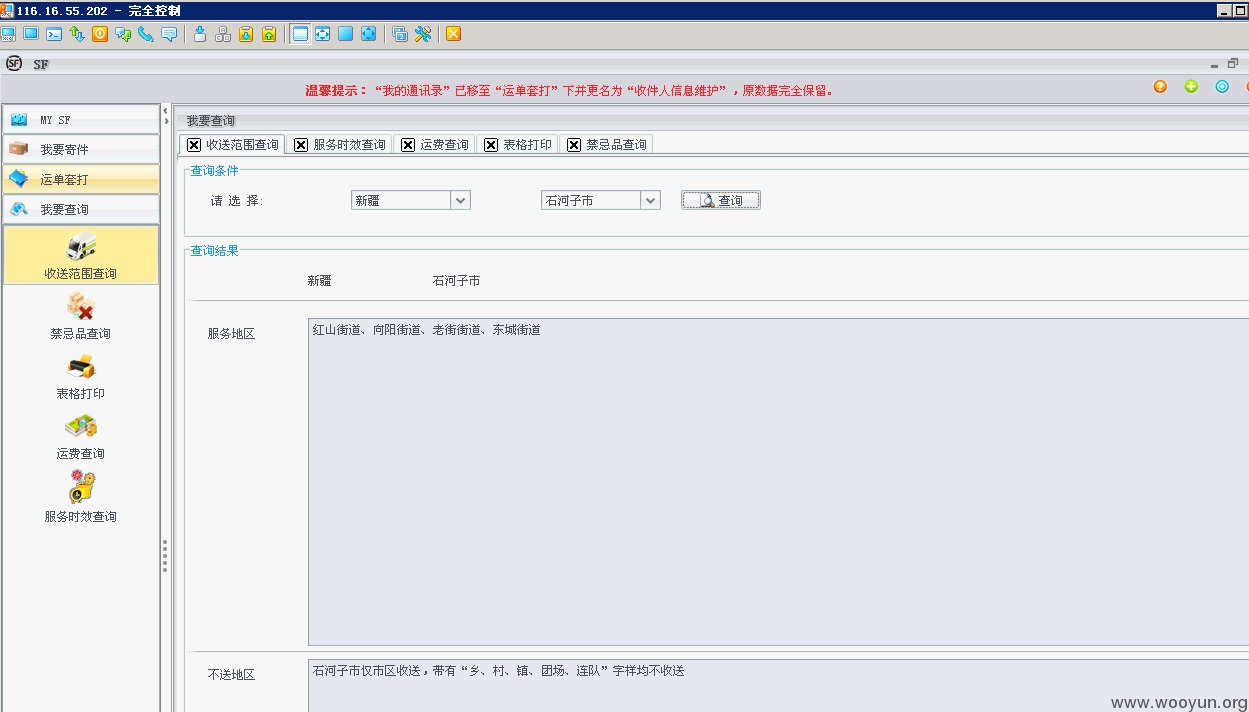 116.16.55.202 - 完全控制
SF
温馨提示：“我的通讯录”已移至“运单套打”下并更名为“收件人信息维护”，原数据完全保留。
MY SF
我要寄件
运单套打
我要查询
收送范围查询
禁忌品查询
表格打印
运费查询
服务时效查询
我要查询
收送范围查询 服务时效查询 运费查询 表格打印 禁忌品查询
查询条件
请 选 择: 新疆 石河子市 查询
查询结果
新疆 石河子市
服务地区 红山街道、向阳街道、老街街道、东城街道
不送地区 石河子市仅市区收送，带有“乡、村、镇、团场、连队”字样均不收送
www.wooyun.org